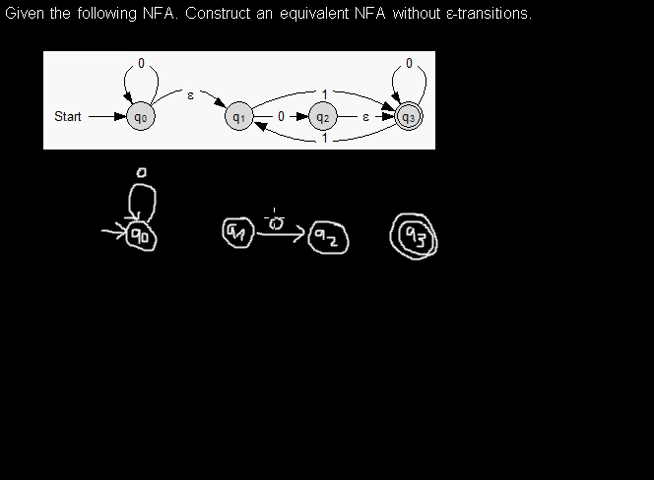 Given the following NFA. Construct an equivalent NFA without ε-transitions.
0 0
ε 1
Start q0 q1 0 q2 ε q3
1
0
0
q0 q1 q2 q3